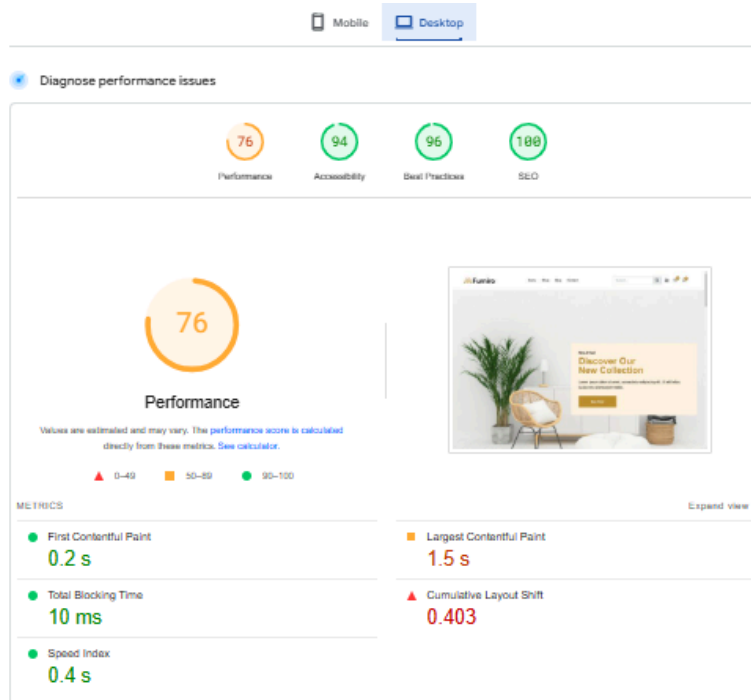 Mobile
Desktop
Diagnose performance issues
76
94
96
100
Performance
Accessibility
Best Practices
SEO
76
Performance
Values are estimated and may vary. The performance score is calculated
directly from these metrics. See calculator.
0–49
50–89
90–100
Furniro
Discover Our
New Collection
METRICS
Expand view
First Contentful Paint
0.2 s
Largest Contentful Paint
1.5 s
Total Blocking Time
10 ms
Cumulative Layout Shift
0.403
Speed Index
0.4 s